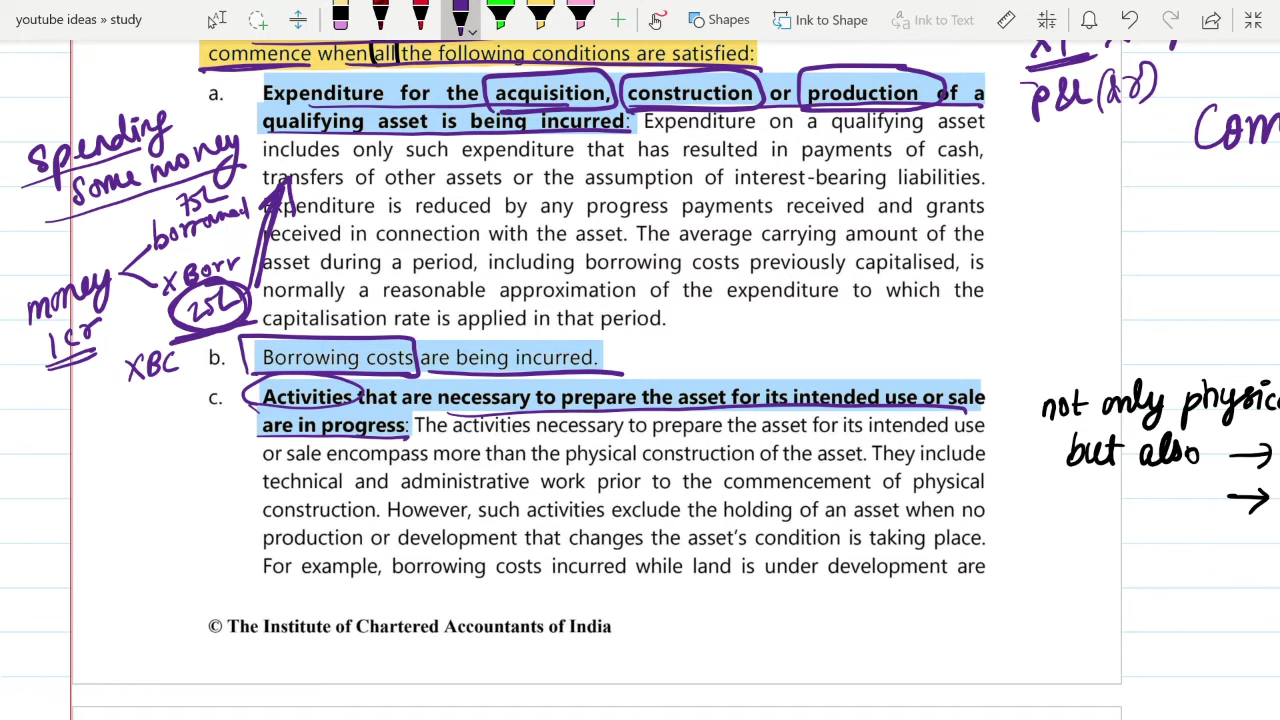 youtube ideas » study
Shapes
Ink to Shape
Ink to Text
commence when all the following conditions are satisfied:
P&L (Dr)
a. Expenditure for the acquisition, construction or production of a
qualifying asset is being incurred: Expenditure on a qualifying asset
includes only such expenditure that has resulted in payments of cash,
transfers of other assets or the assumption of interest-bearing liabilities.
Expenditure is reduced by any progress payments received and grants
received in connection with the asset. The average carrying amount of the
asset during a period, including borrowing costs previously capitalised, is
normally a reasonable approximation of the expenditure to which the
capitalisation rate is applied in that period.
b. Borrowing costs are being incurred.
c. Activities that are necessary to prepare the asset for its intended use or sale
are in progress: The activities necessary to prepare the asset for its intended use
or sale encompass more than the physical construction of the asset. They include
technical and administrative work prior to the commencement of physical
construction. However, such activities exclude the holding of an asset when no
production or development that changes the asset's condition is taking place.
For example, borrowing costs incurred while land is under development are
© The Institute of Chartered Accountants of India
Spending
Some money
75L
borrowed
money
1cr
XBorr
25L
XBC
Com
not only physic
but also →
→